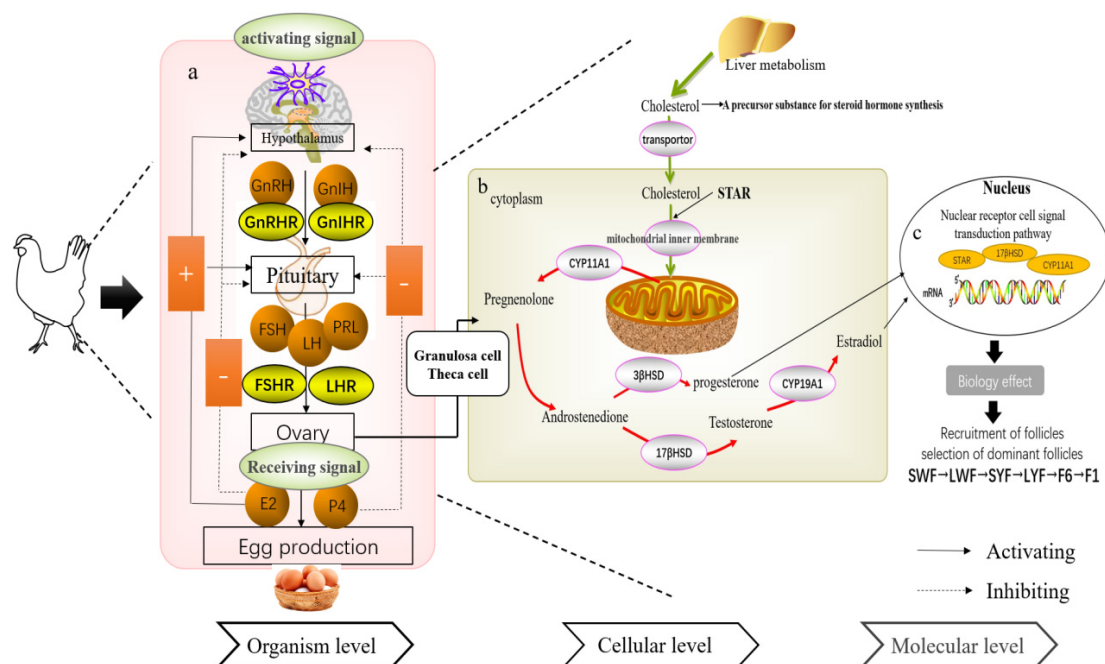 activating signal
a
Hypothalamus
GnRH
GnIH
GnRHR
GnIHR
+
Pituitary
-
FSH
LH
PRL
-
FSHR
LHR
Ovary
Receiving signal
E2
P4
Egg production
Granulosa cell
Theca cell
Liver metabolism
Cholesterol
A precursor substance for steroid hormone synthesis
transportor
b
cytoplasm
Cholesterol
STAR
mitochondrial inner membrane
CYP11A1
Pregnenolone
3βHSD
progesterone
Androstenedione
17βHSD
Testosterone
CYP19A1
Estradiol
Nucleus
c
Nuclear receptor cell signal
transduction pathway
STAR
17βHSD
CYP11A1
mRNA
5'
3'
5'
3'
Biology effect
Recruitment of follicles
selection of dominant follicles
SWF→LWF→SYF→LYF→F6→F1
Activating
Inhibiting
Organism level
Cellular level
Molecular level